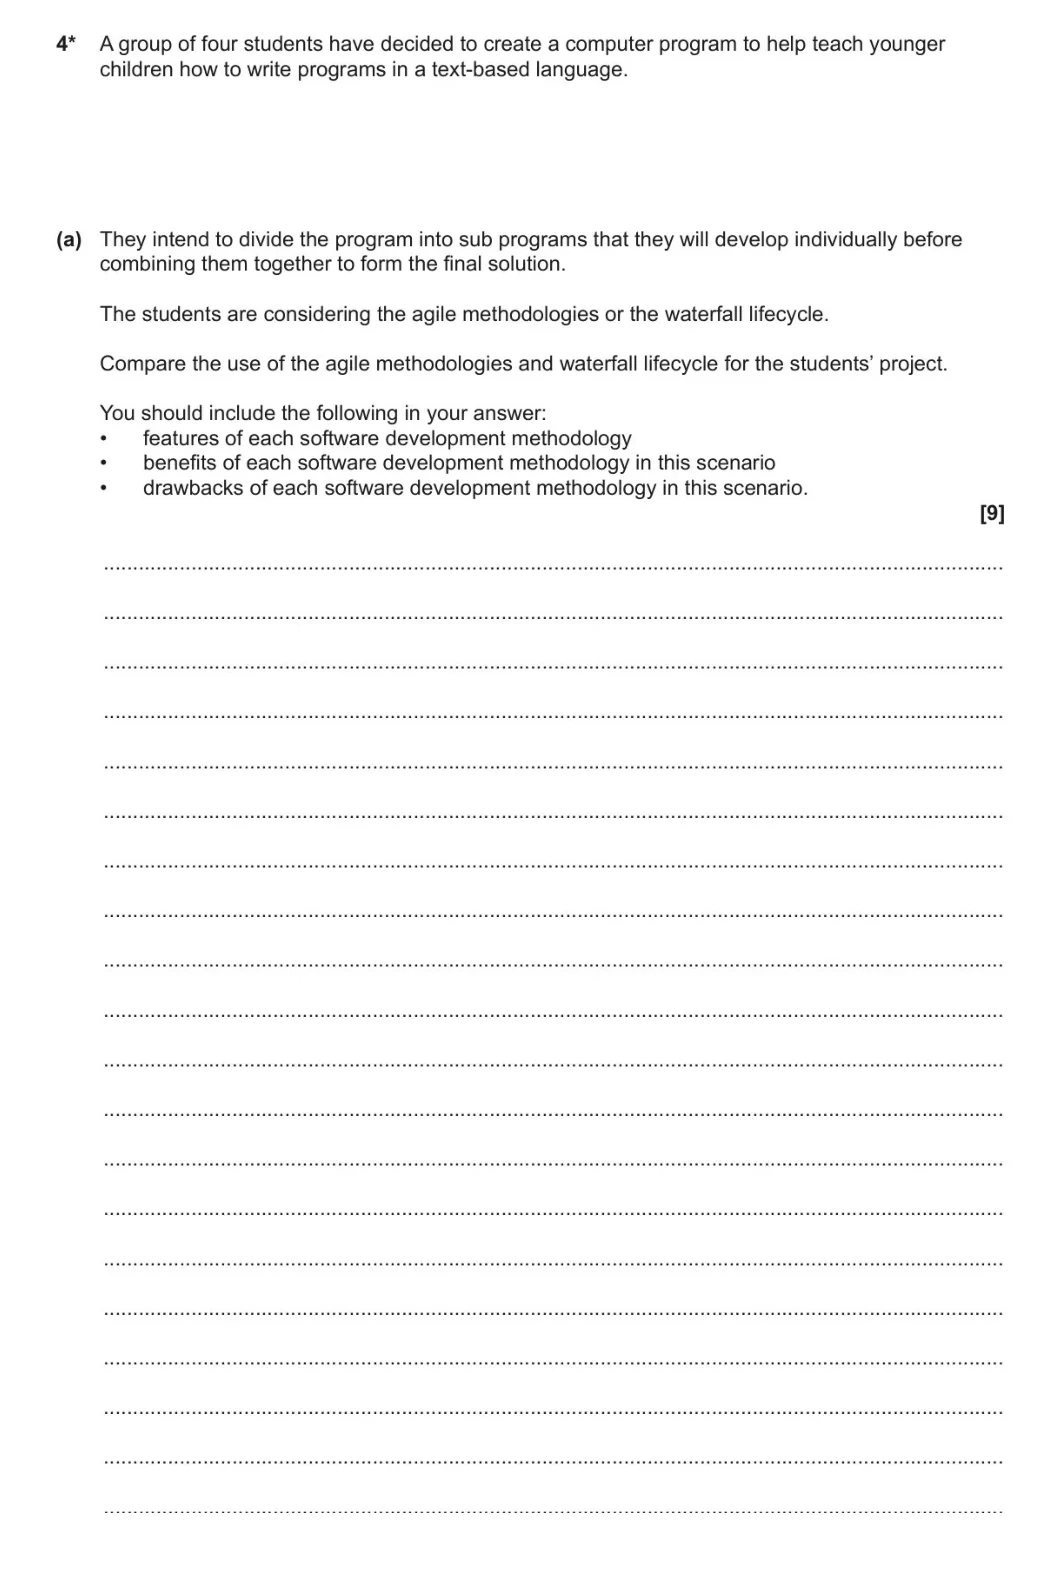 4* A group of four students have decided to create a computer program to help teach younger
children how to write programs in a text-based language.
(a) They intend to divide the program into sub programs that they will develop individually before
combining them together to form the final solution.
The students are considering the agile methodologies or the waterfall lifecycle.
Compare the use of the agile methodologies and waterfall lifecycle for the students’ project.
You should include the following in your answer:
• features of each software development methodology
• benefits of each software development methodology in this scenario
• drawbacks of each software development methodology in this scenario.
[9]